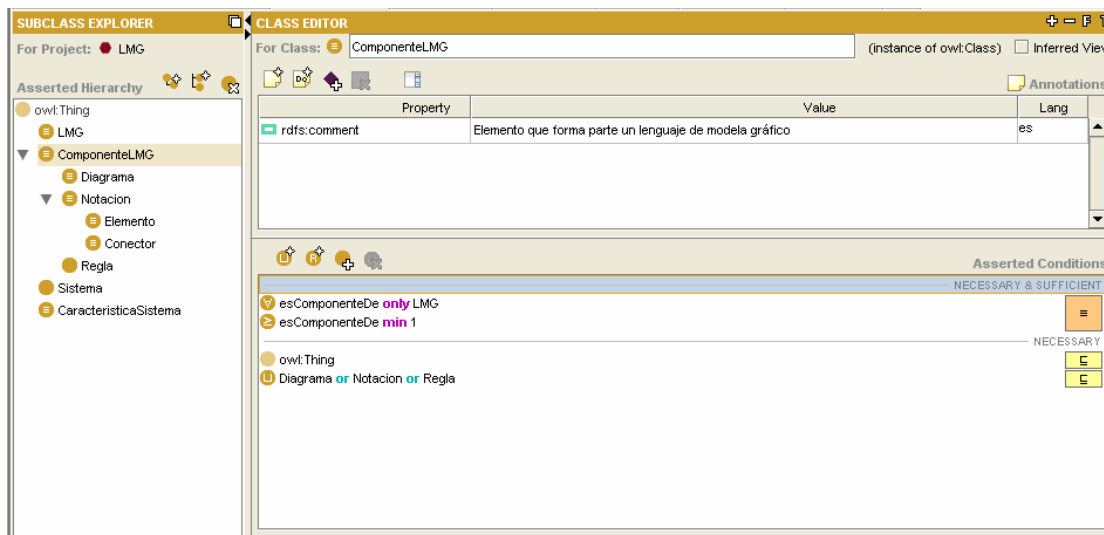 SUBCLASS EXPLORER
For Project: LMG
Asserted Hierarchy
owl:Thing
LMG
ComponenteLMG
Diagrama
Notacion
Elemento
Conector
Regla
Sistema
CaracteristicaSistema
CLASS EDITOR
For Class: ComponenteLMG (instance of owl:Class) Inferred View
Annotations
Property Value Lang
rdfs:comment Elemento que forma parte un lenguaje de modela gráfico es
Asserted Conditions
NECESSARY & SUFFICIENT
esComponenteDe only LMG
esComponenteDe min 1
NECESSARY
owl:Thing
Diagrama or Notacion or Regla